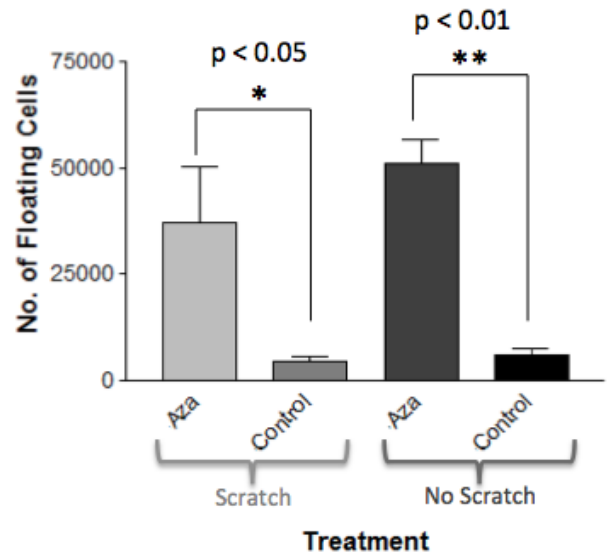 p < 0.01
75000
p < 0.05
**
*
50000
25000
0
No. of Floating Cells
Aza
Control
Aza
Control
Scratch
No Scratch
Treatment